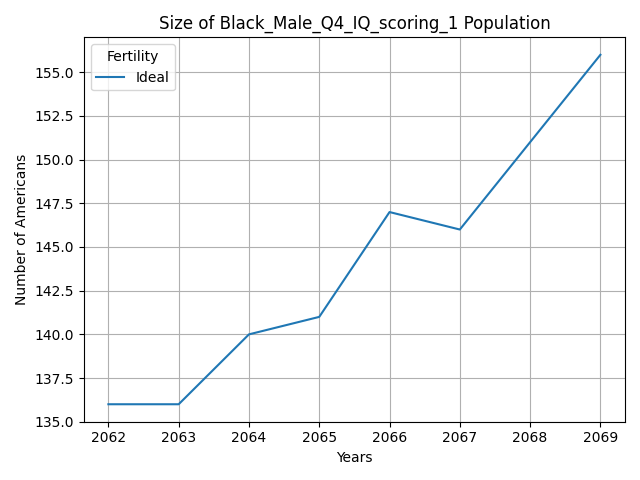 Size of Black_Male_Q4_IQ_scoring_1 Population
Fertility
Ideal
Number of Americans
155.0
152.5
150.0
147.5
145.0
142.5
140.0
137.5
135.0
2062 2063 2064 2065 2066 2067 2068 2069
Years